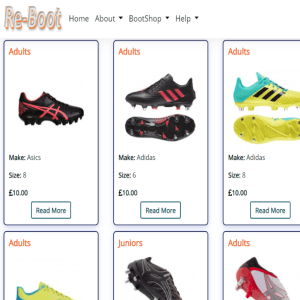 Re-Boot
Home About BootShop Help
Adults Adults Adults
Make: Asics Make: Adidas Make: Adidas
Size: 8 Size: 6 Size: 8
£10.00 £10.00 £10.00
Read More Read More Read More
Adults Juniors Adults